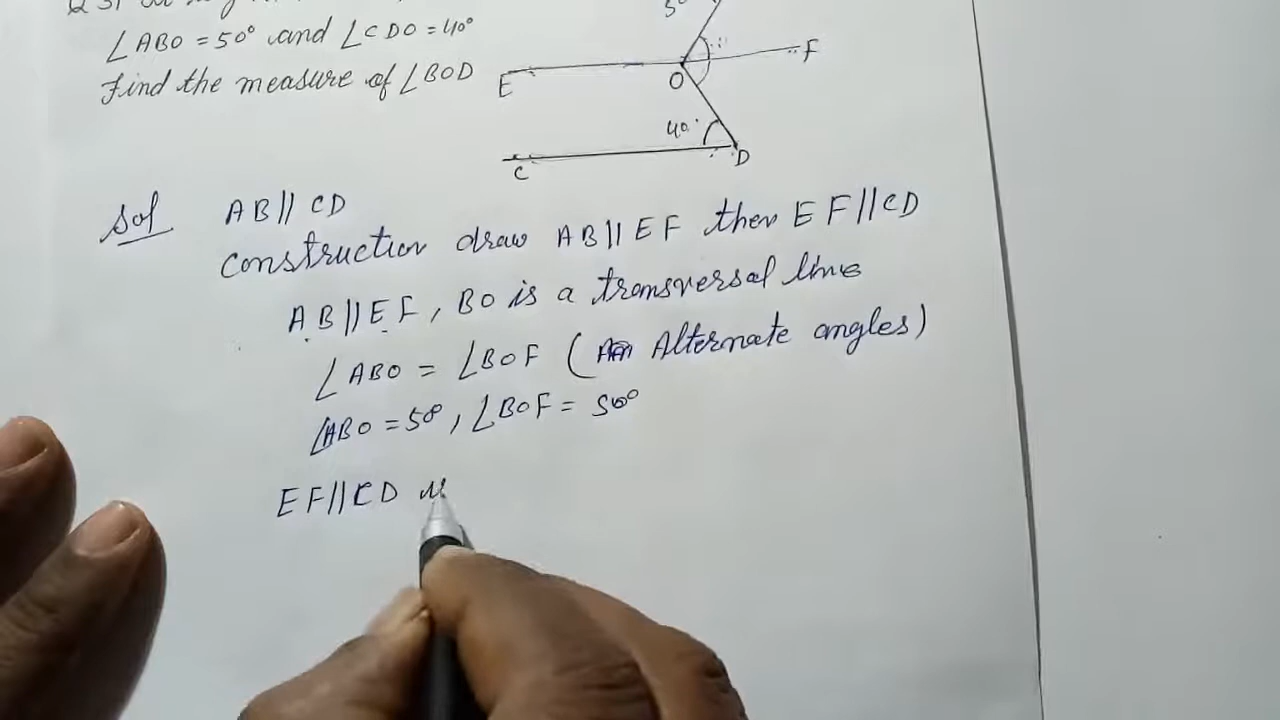 ∠ABO = 50° and ∠CDO = 40°
Find the measure of ∠BOD
F
E
O
40°
C
D
Sol AB || CD
Construction draw AB || EF then EF || CD
AB || EF, BO is a transversal line
∠ABO = ∠BOF ( Alternate angles)
∠ABO = 50, ∠BOF = 50°
EF || CD